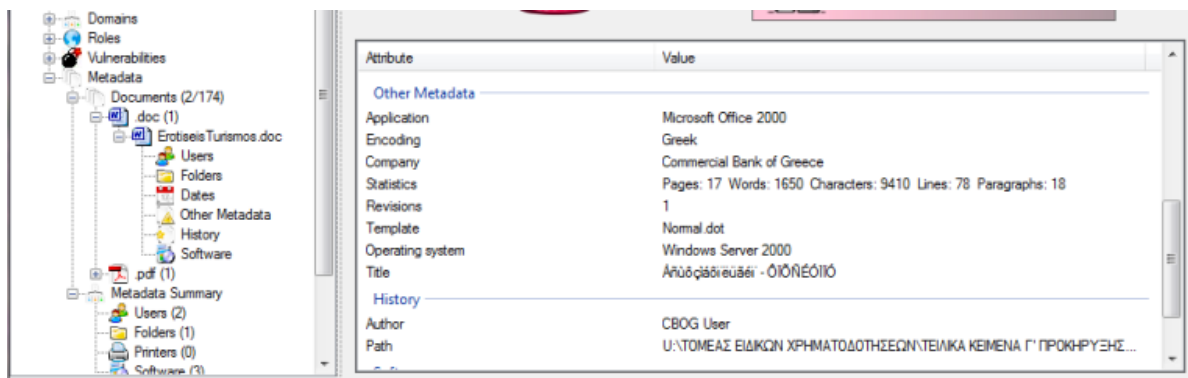 Domains
Roles
Vulnerabilities
Metadata
Documents (2/174)
.doc (1)
ErotiseisTurismos.doc
Users
Folders
Dates
Other Metadata
History
Software
.pdf (1)
Metadata Summary
Users (2)
Folders (1)
Printers (0)
Software (3)
Attribute Value
Other Metadata
Application Microsoft Office 2000
Encoding Greek
Company Commercial Bank of Greece
Statistics Pages: 17 Words: 1650 Characters: 9410 Lines: 78 Paragraphs: 18
Revisions 1
Template Normal.dot
Operating system Windows Server 2000
Title
History
Author CBOG User
Path U:\ΤΟΜΕΑΣ ΕΙΔΙΚΩΝ ΧΡΗΜΑΤΟΔΟΤΗΣΕΩΝ\ΤΕΙΛΙΚΑ ΚΕΙΜΕΝΑ Γ' ΠΡΟΚΗΡΥΞΗΣ...